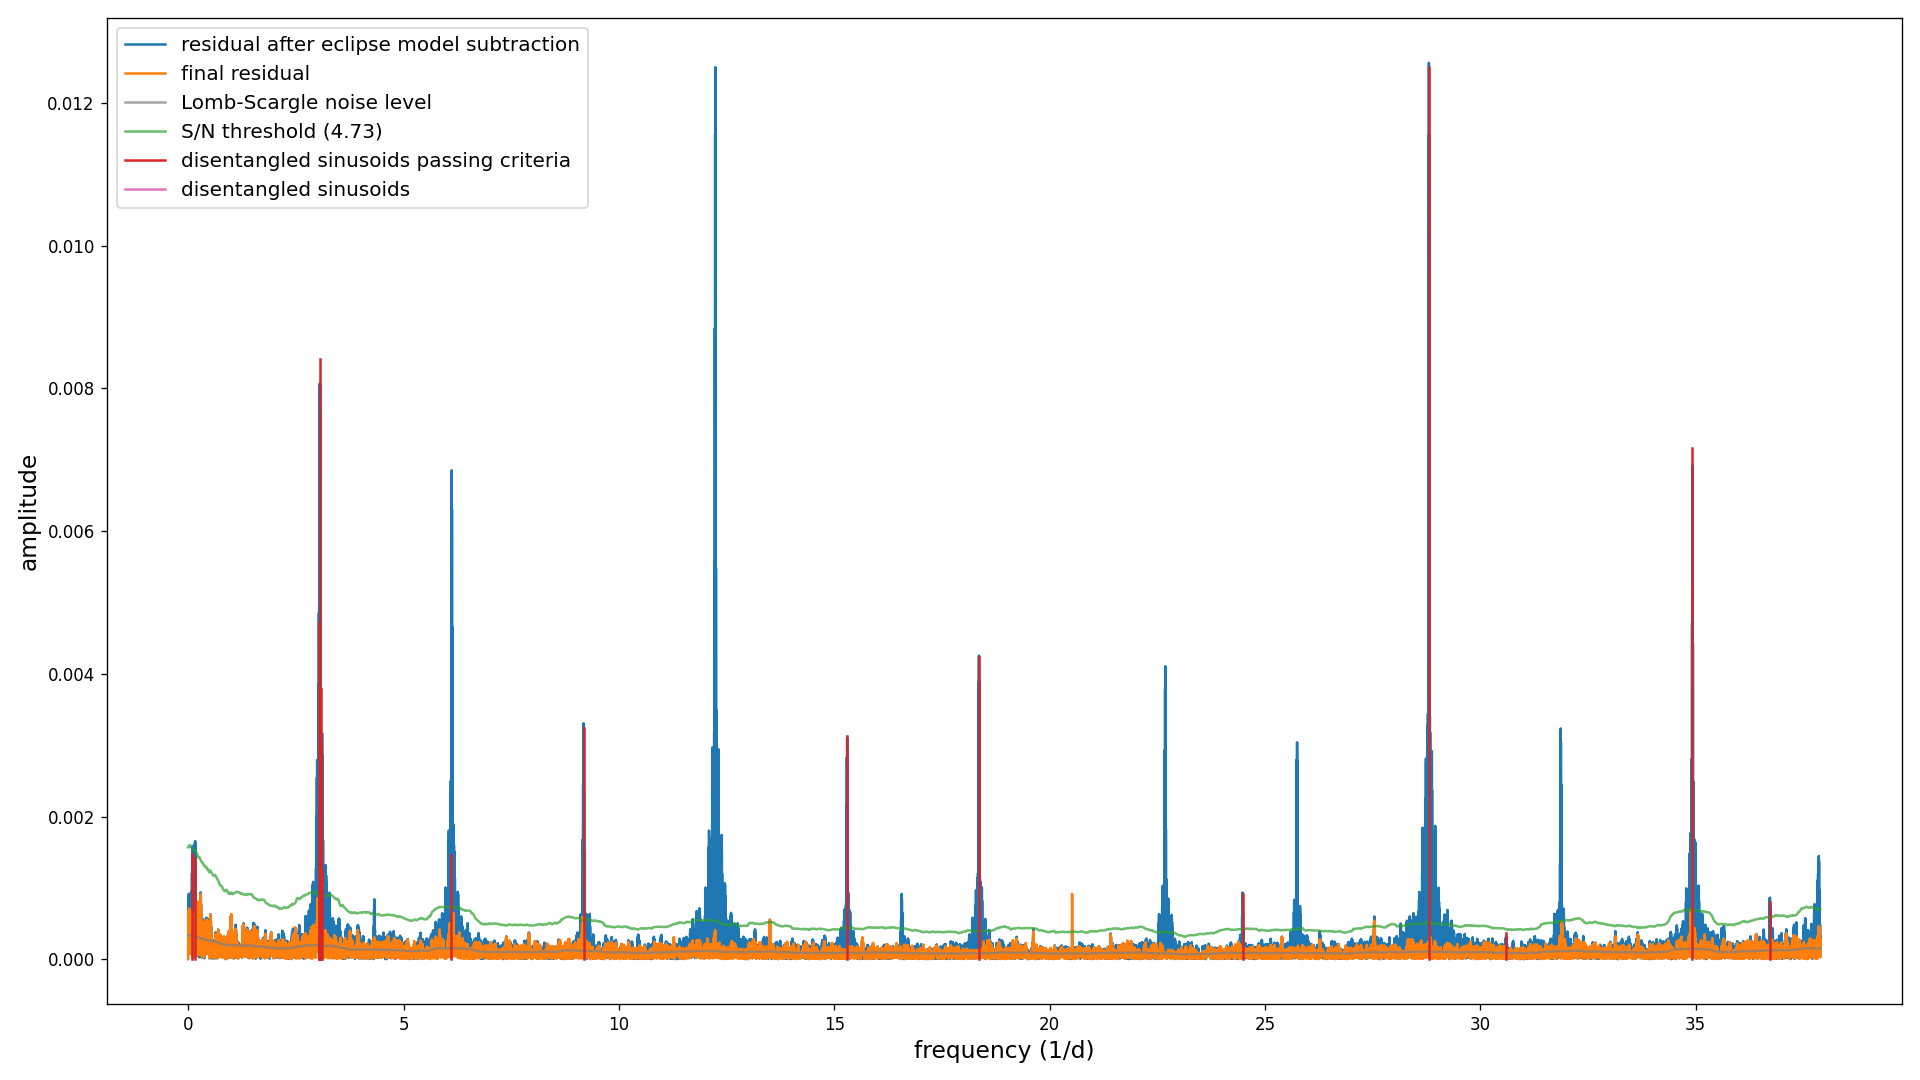 residual after eclipse model subtraction
final residual
Lomb-Scargle noise level
S/N threshold (4.73)
disentangled sinusoids passing criteria
disentangled sinusoids
0.012
0.010
0.008
0.006
0.004
0.002
0.000
amplitude
0 5 10 15 20 25 30 35
frequency (1/d)